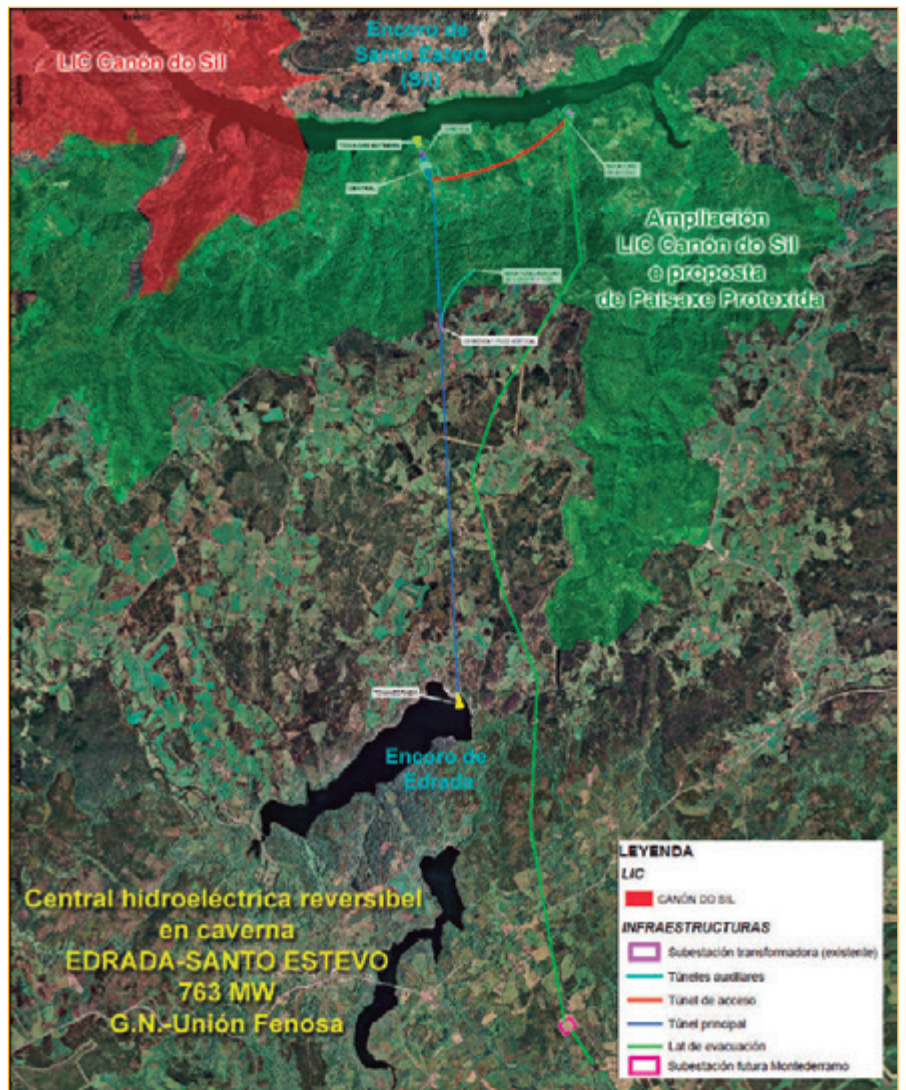 LIC Canón do Sil
Encoro de
Santo Estevo
(Sil)
CENTRAL
Ampliación
LIC Canón do Sil
e proposta
de Paisaxe Protexida
Encoro de
Edrada
Central hidroeléctrica reversibel
en caverna
EDRADA-SANTO ESTEVO
763 MW
G.N.-Unión Fenosa
LEYENDA
LIC
CANÓN DO SIL
INFRAESTRUCTURAS
Subestación transformadora (existente)
Túneles auxiliares
Túnel de acceso
Túnel principal
Lat de evacuación
Subestación futura Montederramo